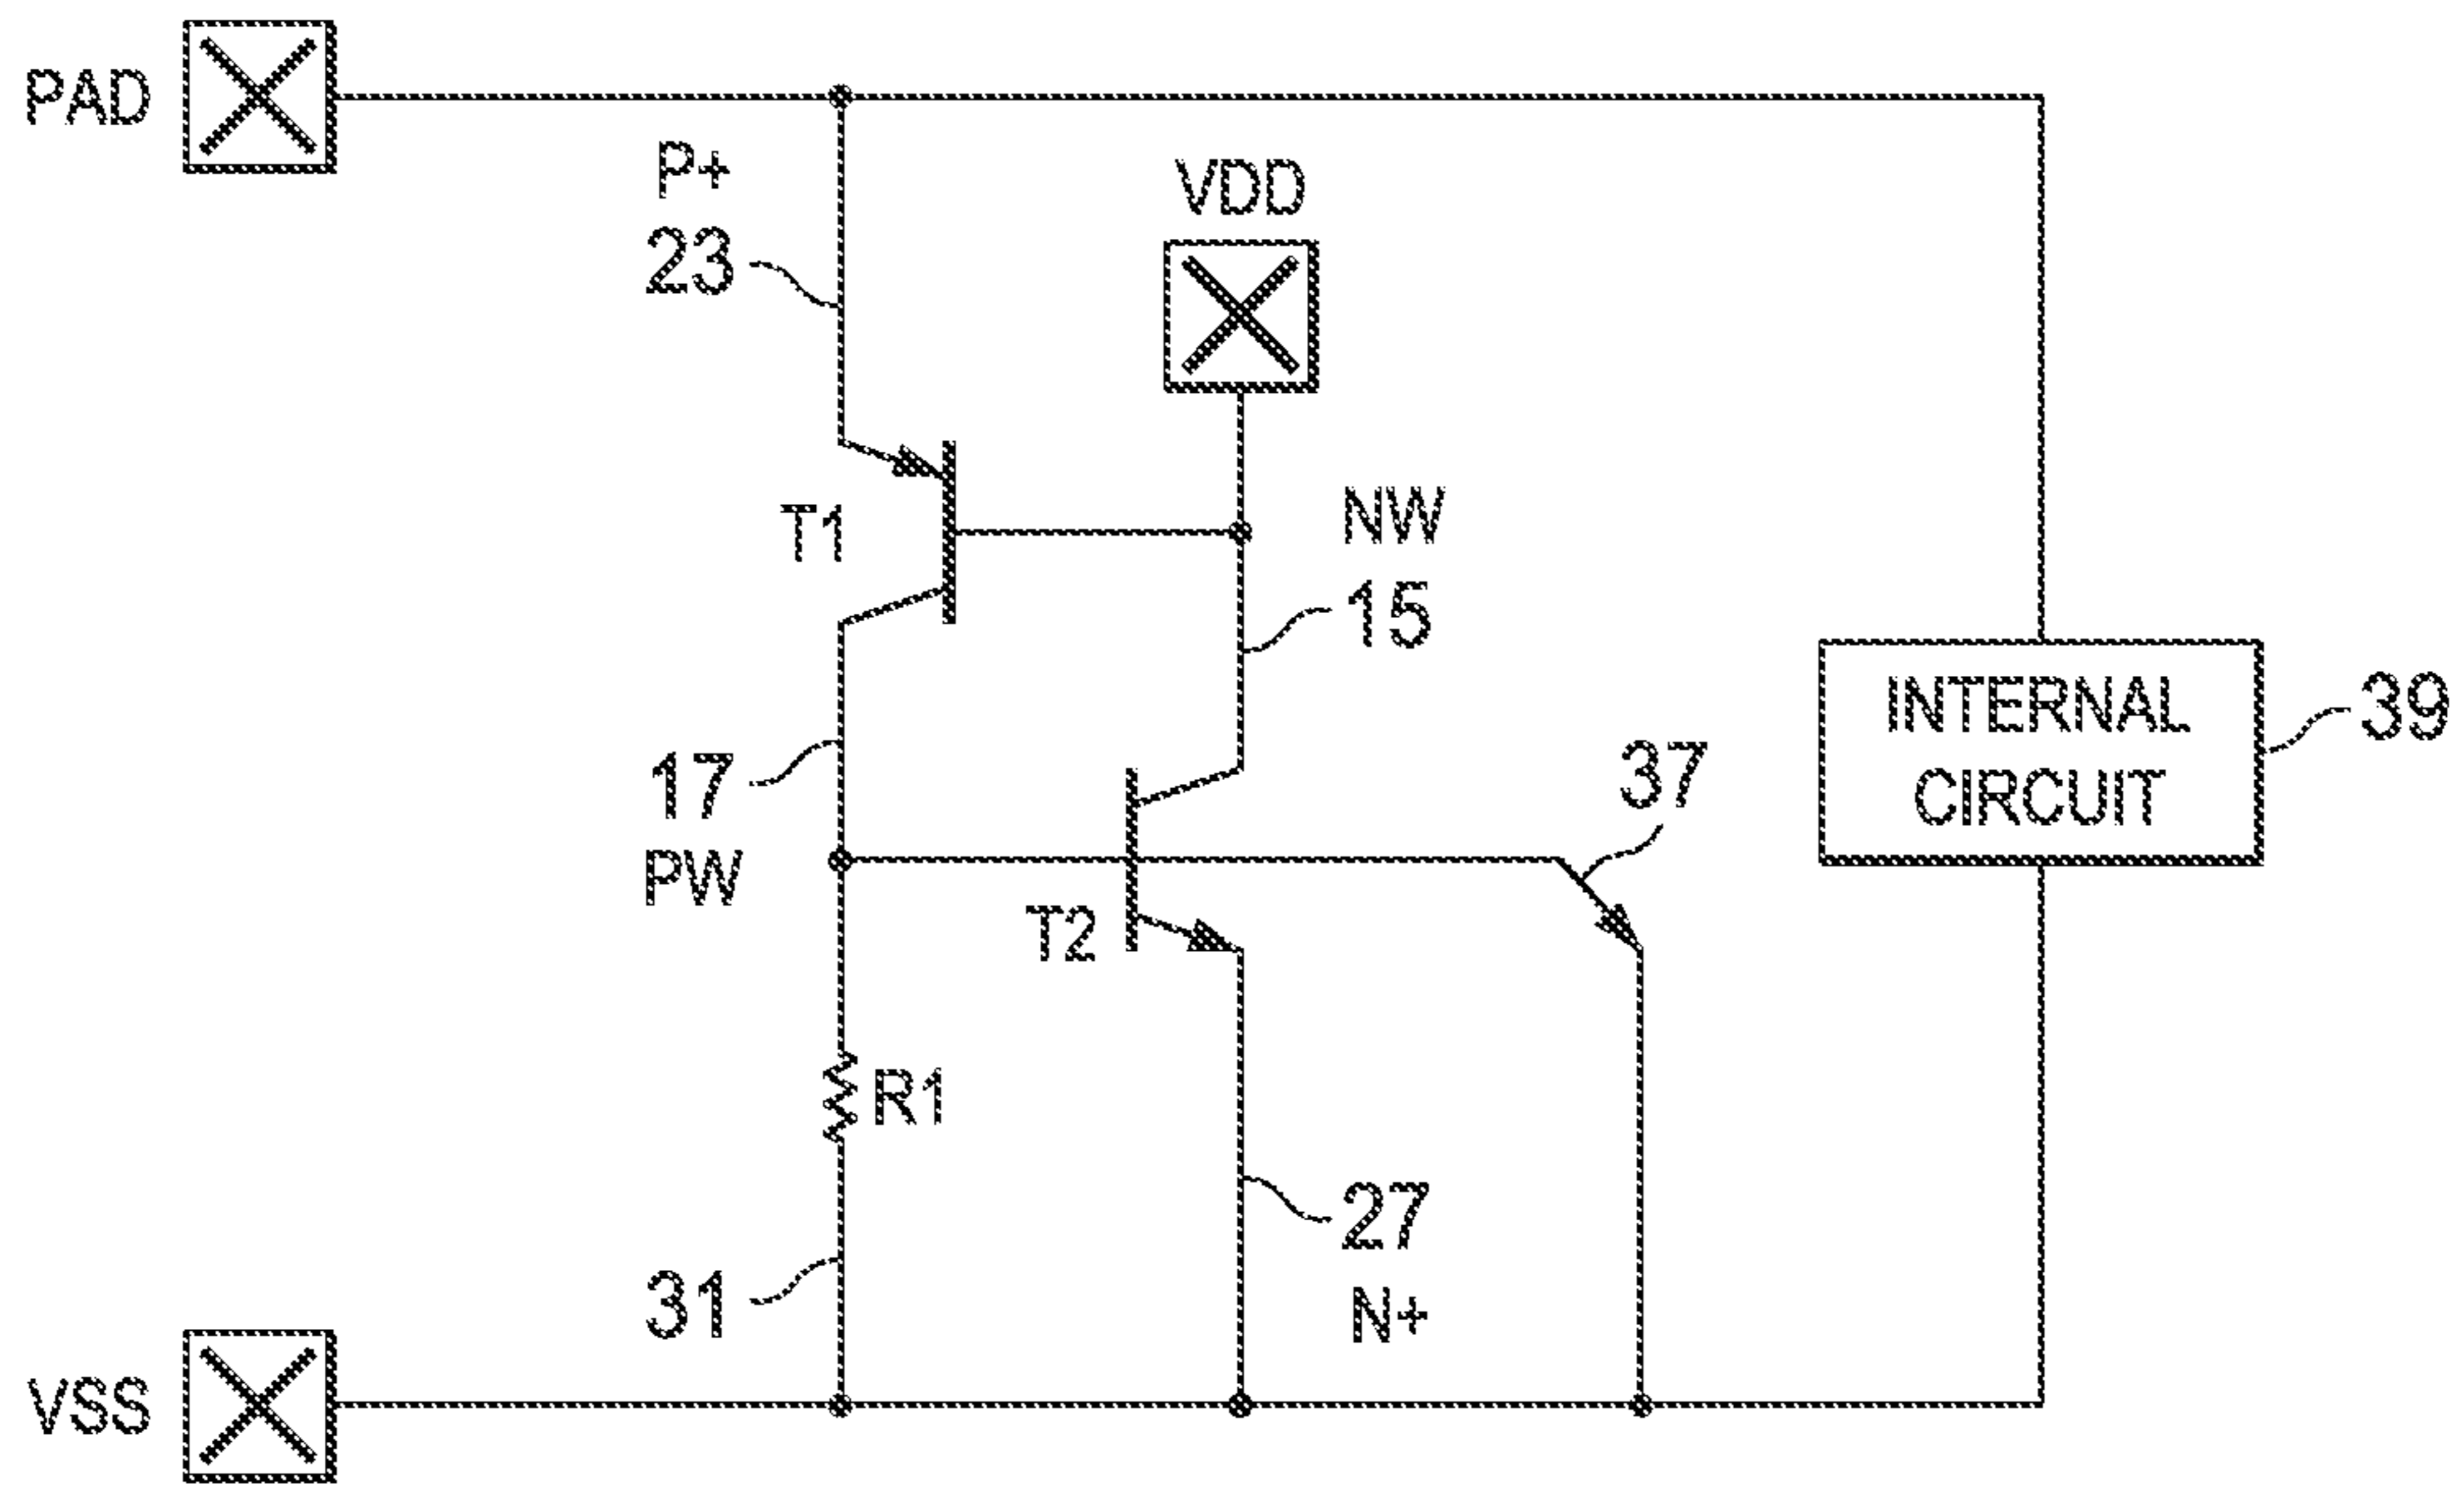 PAD
P+
23
VDD
T1
NW
15
17
PW
T2
37
INTERNAL
CIRCUIT
39
R1
31
27
N+
VSS